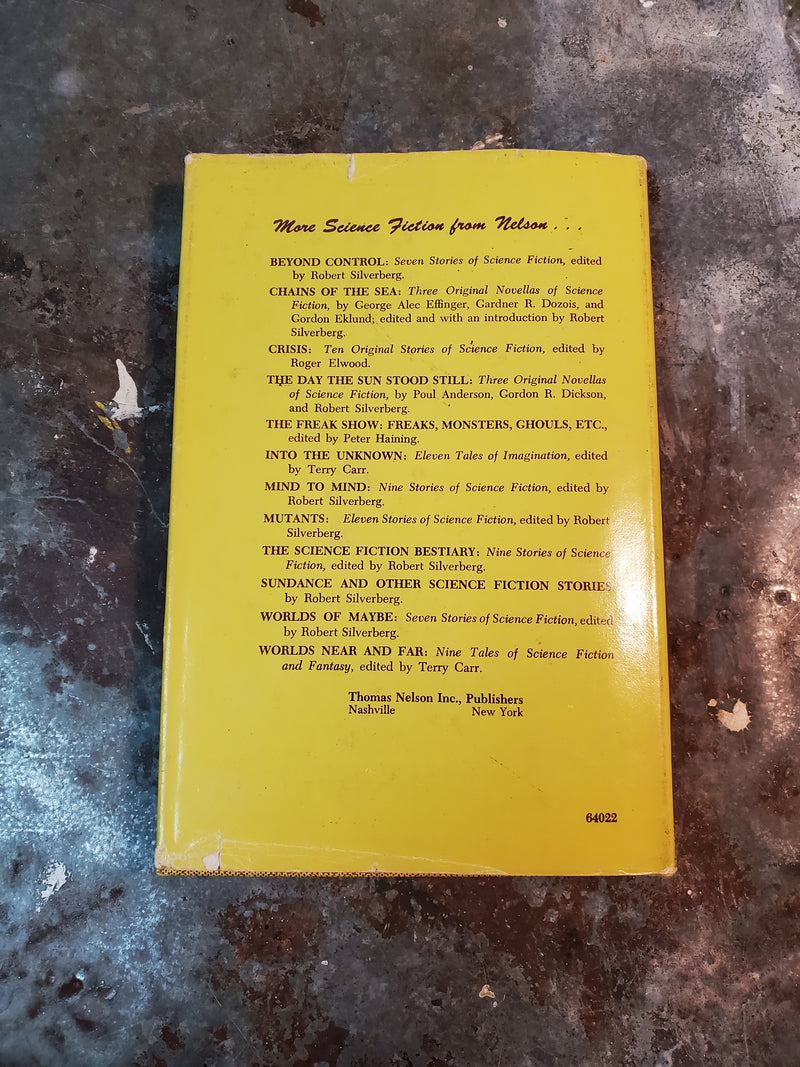 More Science Fiction from Nelson . . .
BEYOND CONTROL: Seven Stories of Science Fiction, edited
by Robert Silverberg.
CHAINS OF THE SEA: Three Original Novellas of Science
Fiction, by George Alec Effinger, Gardner R. Dozois, and
Gordon Eklund; edited and with an introduction by Robert
Silverberg.
CRISIS: Ten Original Stories of Science Fiction, edited by
Roger Elwood.
THE DAY THE SUN STOOD STILL: Three Original Novellas
of Science Fiction, by Poul Anderson, Gordon R. Dickson,
and Robert Silverberg.
THE FREAK SHOW: FREAKS, MONSTERS, GHOULS, ETC.,
edited by Peter Haining.
INTO THE UNKNOWN: Eleven Tales of Imagination, edited
by Terry Carr.
MIND TO MIND: Nine Stories of Science Fiction, edited by
Robert Silverberg.
MUTANTS: Eleven Stories of Science Fiction, edited by Robert
Silverberg.
THE SCIENCE FICTION BESTIARY: Nine Stories of Science
Fiction, edited by Robert Silverberg.
SUNDANCE AND OTHER SCIENCE FICTION STORIES
by Robert Silverberg.
WORLDS OF MAYBE: Seven Stories of Science Fiction, edited
by Robert Silverberg.
WORLDS NEAR AND FAR: Nine Tales of Science Fiction
and Fantasy, edited by Terry Carr.
Thomas Nelson Inc., Publishers
Nashville New York
64022